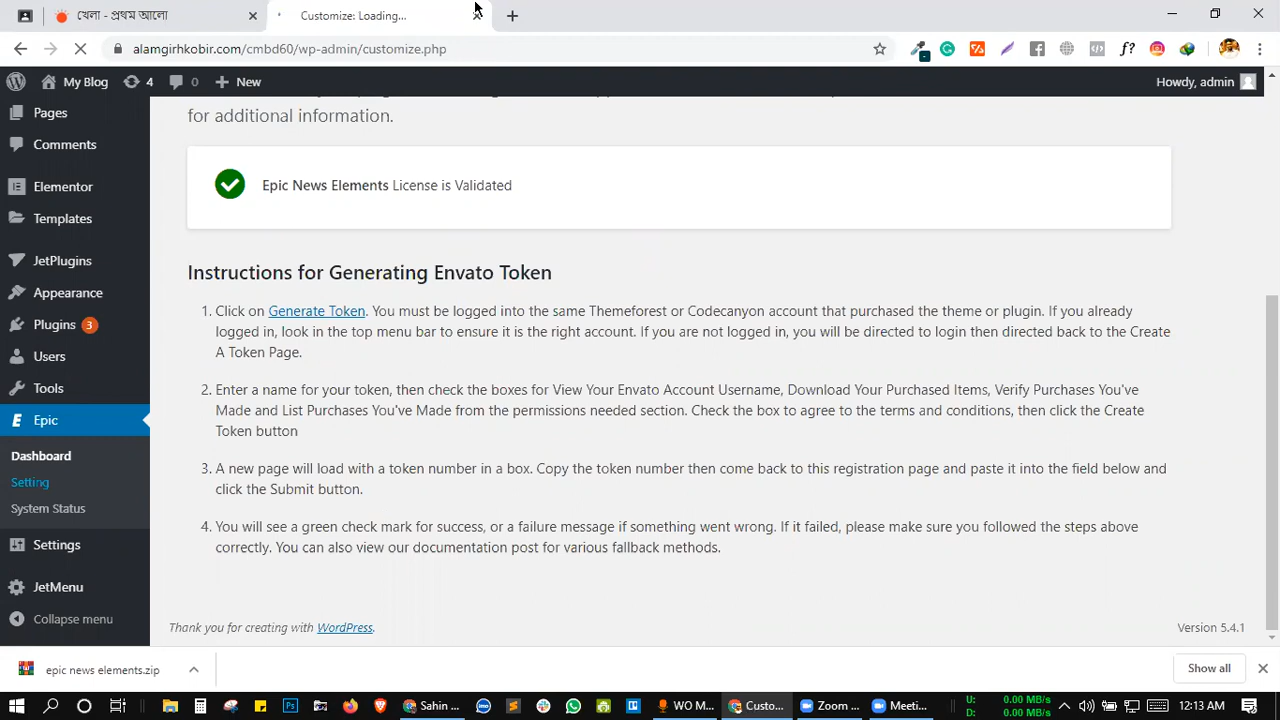 খেলা - প্রথম আলো
Customize: Loading...
alamgirhkobir.com/cmbd60/wp-admin/customize.php
My Blog 4 0 New
Howdy, admin
Pages
Comments
Elementor
Templates
JetPlugins
Appearance
Plugins 3
Users
Tools
Epic
Dashboard
Setting
System Status
Settings
JetMenu
Collapse menu
for additional information.
Epic News Elements License is Validated
Instructions for Generating Envato Token
1. Click on Generate Token. You must be logged into the same Themeforest or Codecanyon account that purchased the theme or plugin. If you already
logged in, look in the top menu bar to ensure it is the right account. If you are not logged in, you will be directed to login then directed back to the Create
A Token Page.
2. Enter a name for your token, then check the boxes for View Your Envato Account Username, Download Your Purchased Items, Verify Purchases You've
Made and List Purchases You've Made from the permissions needed section. Check the box to agree to the terms and conditions, then click the Create
Token button
3. A new page will load with a token number in a box. Copy the token number then come back to this registration page and paste it into the field below and
click the Submit button.
4. You will see a green check mark for success, or a failure message if something went wrong. If it failed, please make sure you followed the steps above
correctly. You can also view our documentation post for various fallback methods.
Thank you for creating with WordPress.
Version 5.4.1
epic news elements.zip
Show all
Sahin ...
WO M...
Custo...
Zoom ...
Meeti...
U: 0.00 MB/s
D: 0.00 MB/s
12:13 AM